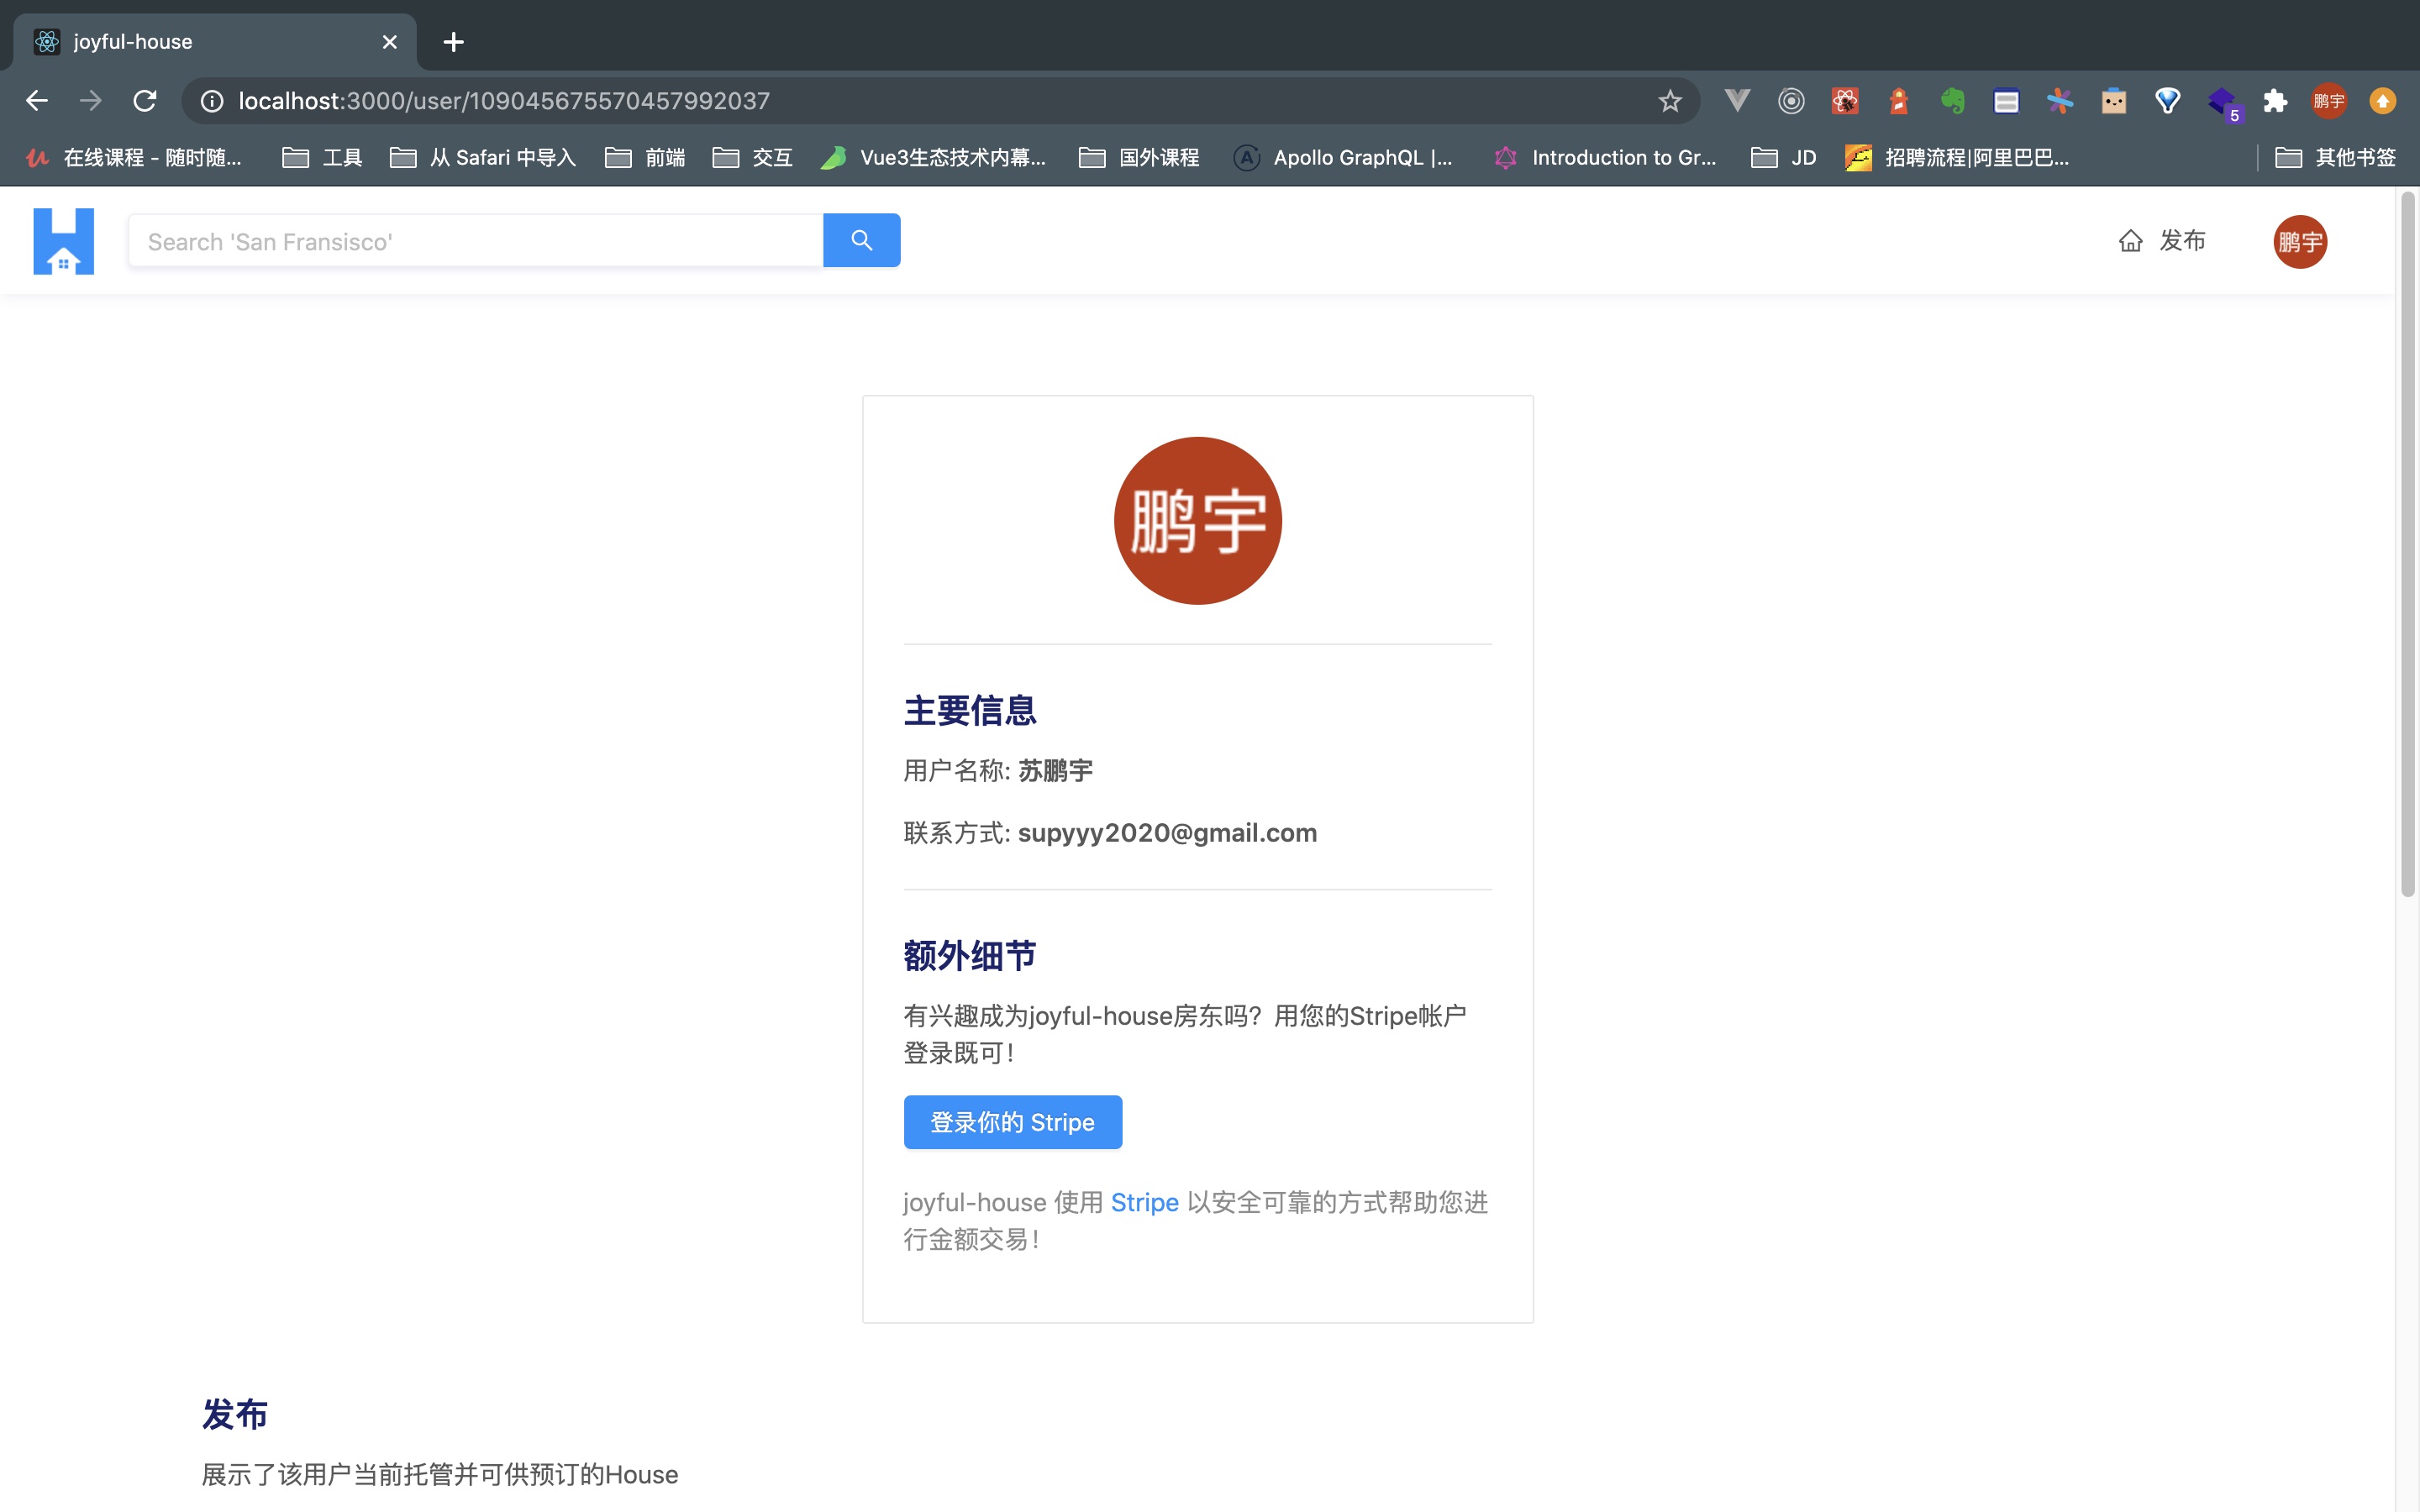 joyful-house
localhost:3000/user/109045675570457992037
鹏宇
5
在线课程 - 随时随...
工具
从 Safari 中导入
前端
交互
Vue3生态技术内幕...
国外课程
Apollo GraphQL |...
Introduction to Gr...
JD
招聘流程|阿里巴巴...
其他书签
Search 'San Fransisco'
发布
鹏宇
鹏宇
主要信息
用户名称: 苏鹏宇
联系方式: supyyy2020@gmail.com
额外细节
有兴趣成为joyful-house房东吗？用您的Stripe帐户
登录既可！
登录你的 Stripe
joyful-house 使用 Stripe 以安全可靠的方式帮助您进
行金额交易！
发布
展示了该用户当前托管并可供预订的House